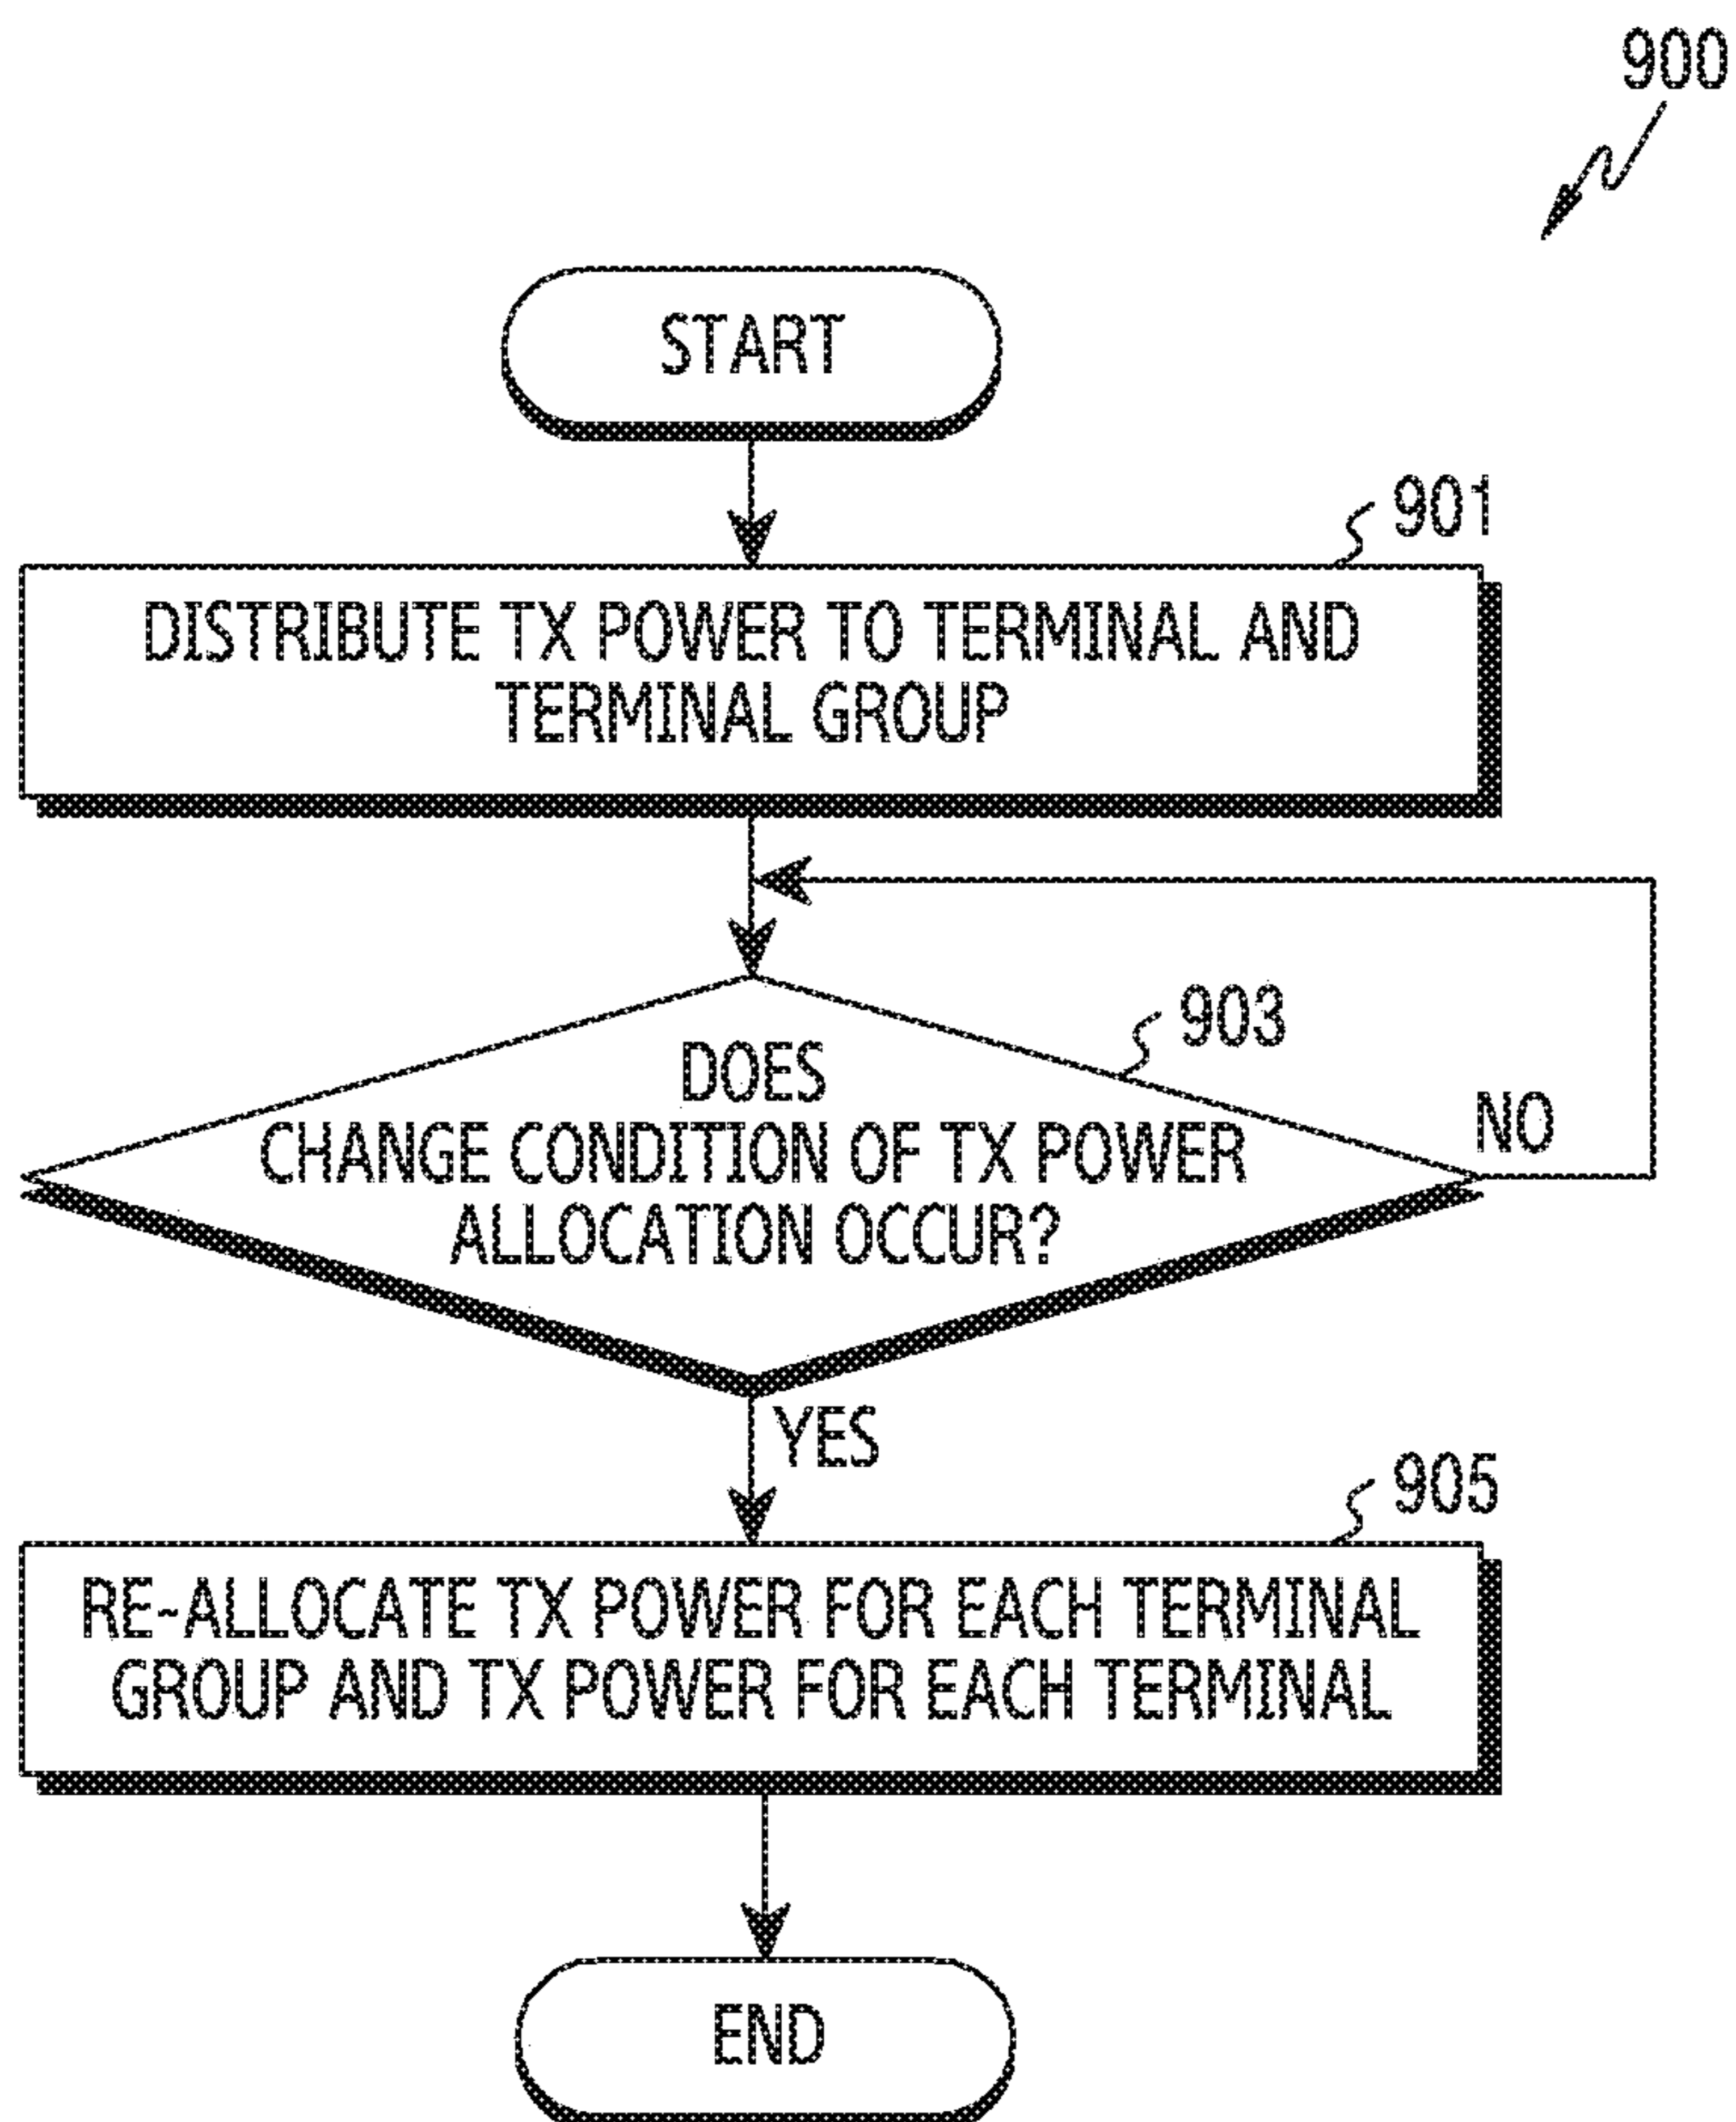 900
START
901
DISTRIBUTE TX POWER TO TERMINAL AND
TERMINAL GROUP
903
DOES
CHANGE CONDITION OF TX POWER
ALLOCATION OCCUR?
NO
YES
905
RE-ALLOCATE TX POWER FOR EACH TERMINAL
GROUP AND TX POWER FOR EACH TERMINAL
END